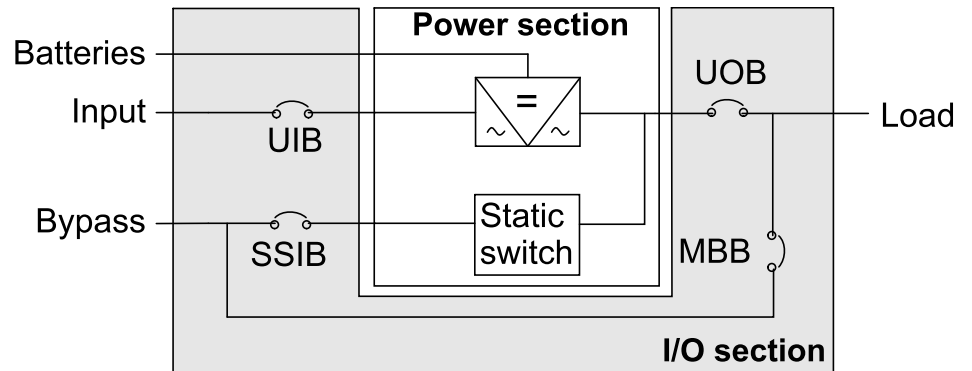 Power section
Batteries
UOB
=
Input
Load
~ ~
UIB
Bypass
Static
switch
SSIB
MBB
I/O section